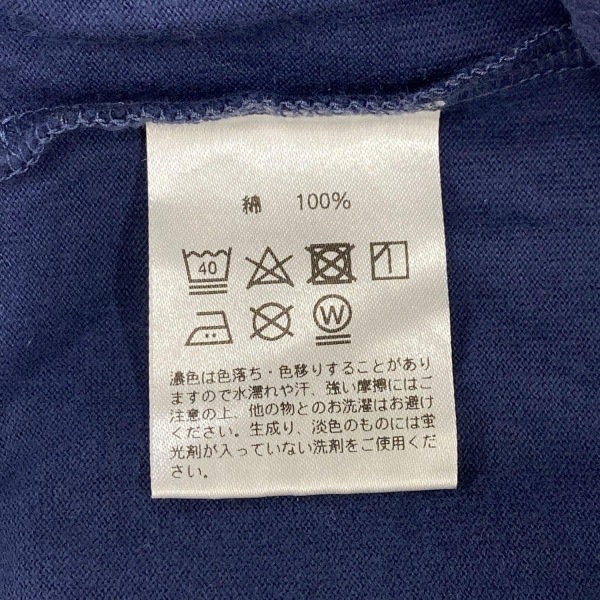 綿 100%
40
W
濃色は色落ち・色移りすることがあり
ますので水濡れや汗、強い摩擦にはご
注意の上、他の物とのお洗濯はお避け
ください。生成り、淡色のものには蛍
光剤が入っていない洗剤をご使用くだ
さい。